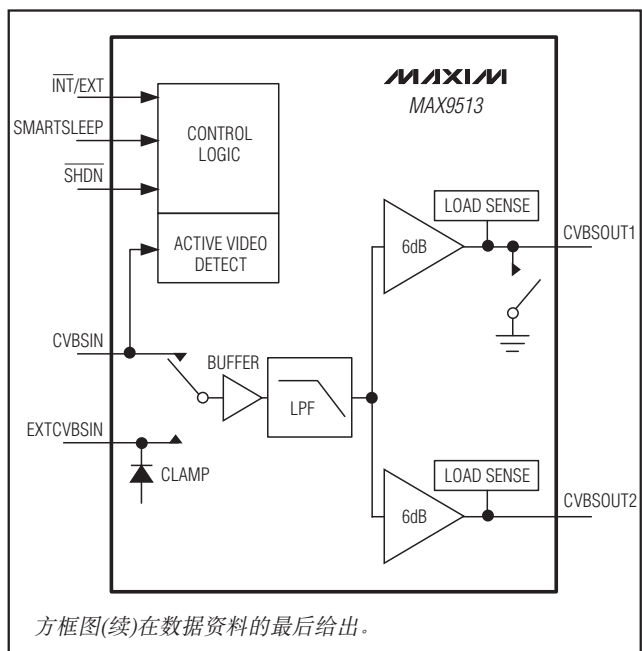 MAXIM
MAX9513
INT/EXT
SMARTSLEEP
SHDN
CONTROL
LOGIC
ACTIVE VIDEO
DETECT
LOAD SENSE
6dB
CVBSOUT1
CVBSIN
BUFFER
LPF
EXTCVBSIN
CLAMP
LOAD SENSE
6dB
CVBSOUT2
方框图(续)在数据资料的最后给出。